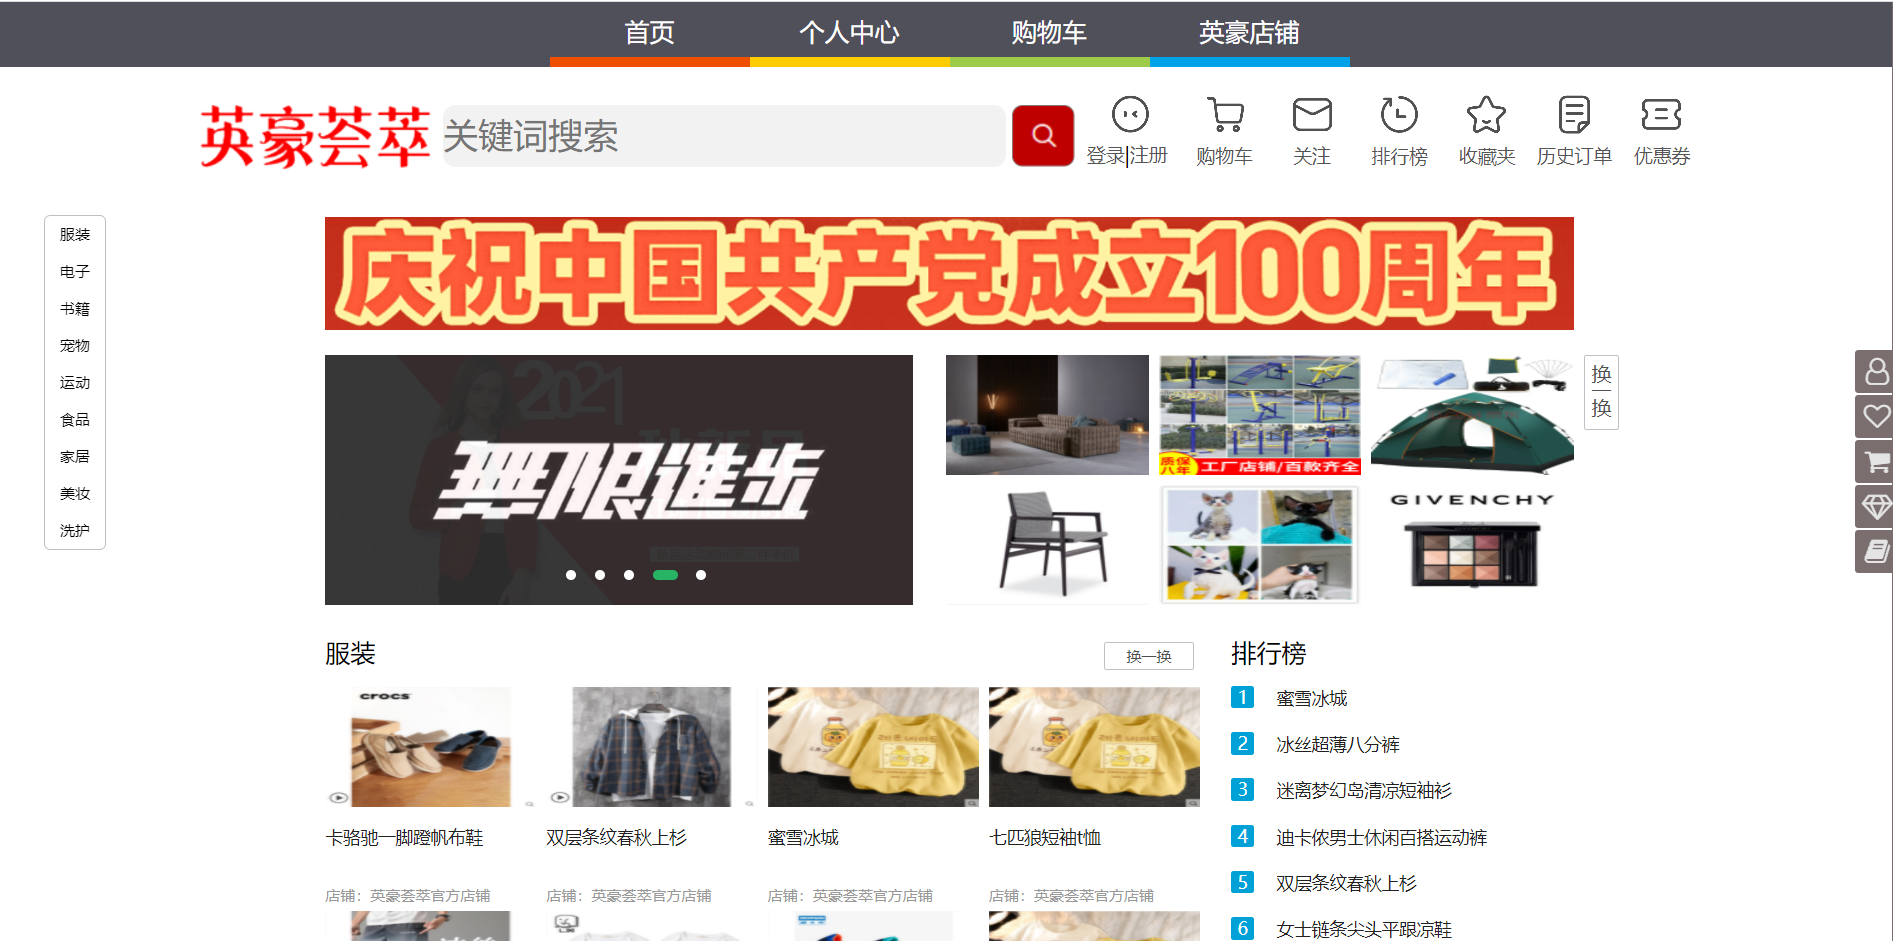 首页 个人中心 购物车 英豪店铺
英豪荟萃
关键词搜索
登录|注册 购物车 关注 排行榜 收藏夹 历史订单 优惠券
服装
电子
书籍
宠物
运动
食品
家居
美妆
洗护
庆祝中国共产党成立100周年
2021
無限進步
质保
八年
工厂店铺/百款齐全
GIVENCHY
换一换
服装
换一换
crocs
卡骆驰一脚蹬帆布鞋 双层条纹春秋上杉 蜜雪冰城 七匹狼短袖t恤
店铺：英豪荟萃官方店铺 店铺：英豪荟萃官方店铺 店铺：英豪荟萃官方店铺 店铺：英豪荟萃官方店铺
排行榜
1 蜜雪冰城
2 冰丝超薄八分裤
3 迷离梦幻岛清凉短袖衫
4 迪卡侬男士休闲百搭运动裤
5 双层条纹春秋上杉
6 女士链条尖头平跟凉鞋